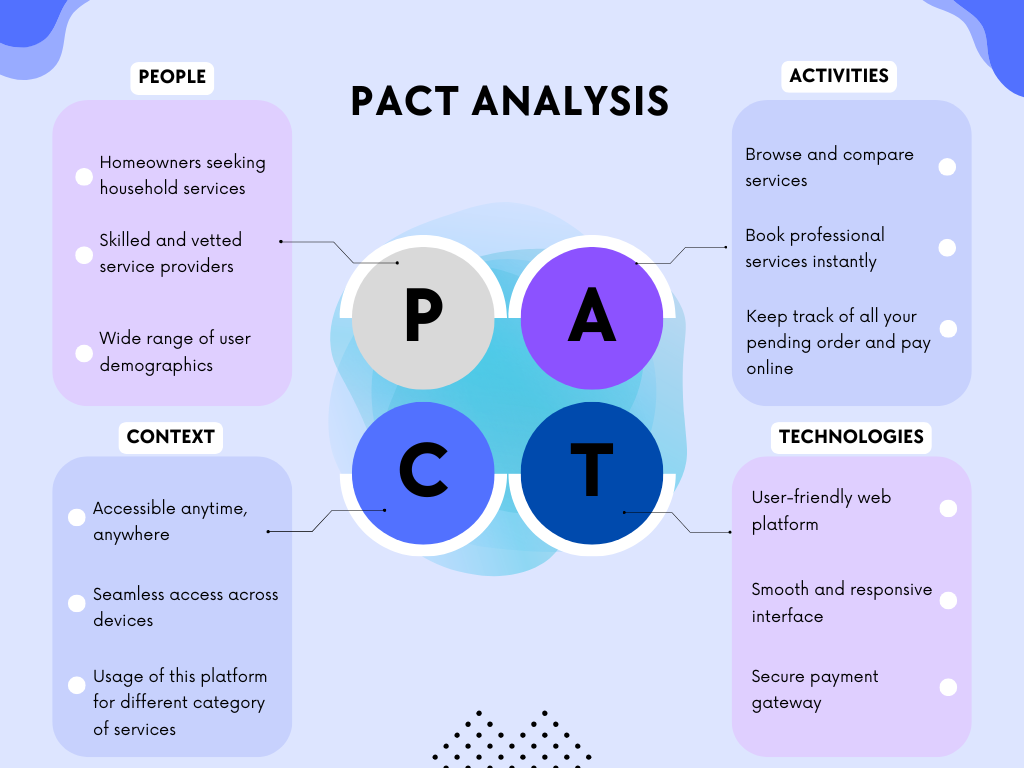 PACT ANALYSIS
PEOPLE
Homeowners seeking
household services
Skilled and vetted
service providers
Wide range of user
demographics
ACTIVITIES
Browse and compare
services
Book professional
services instantly
Keep track of all your
pending order and pay
online
P
A
C
T
CONTEXT
Accessible anytime,
anywhere
Seamless access across
devices
Usage of this platform
for different category
of services
TECHNOLOGIES
User-friendly web
platform
Smooth and responsive
interface
Secure payment
gateway